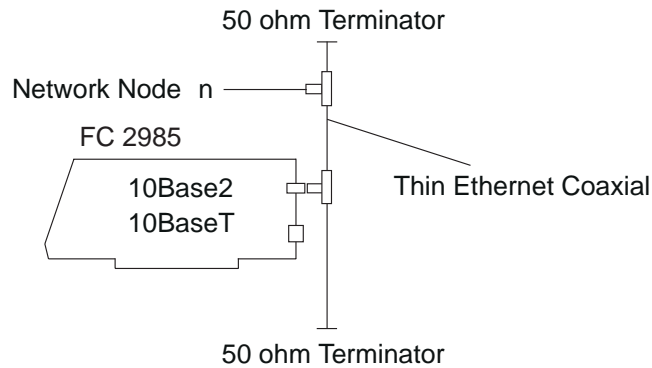 50 ohm Terminator
Network Node n
FC 2985
10Base2
10BaseT
Thin Ethernet Coaxial
50 ohm Terminator